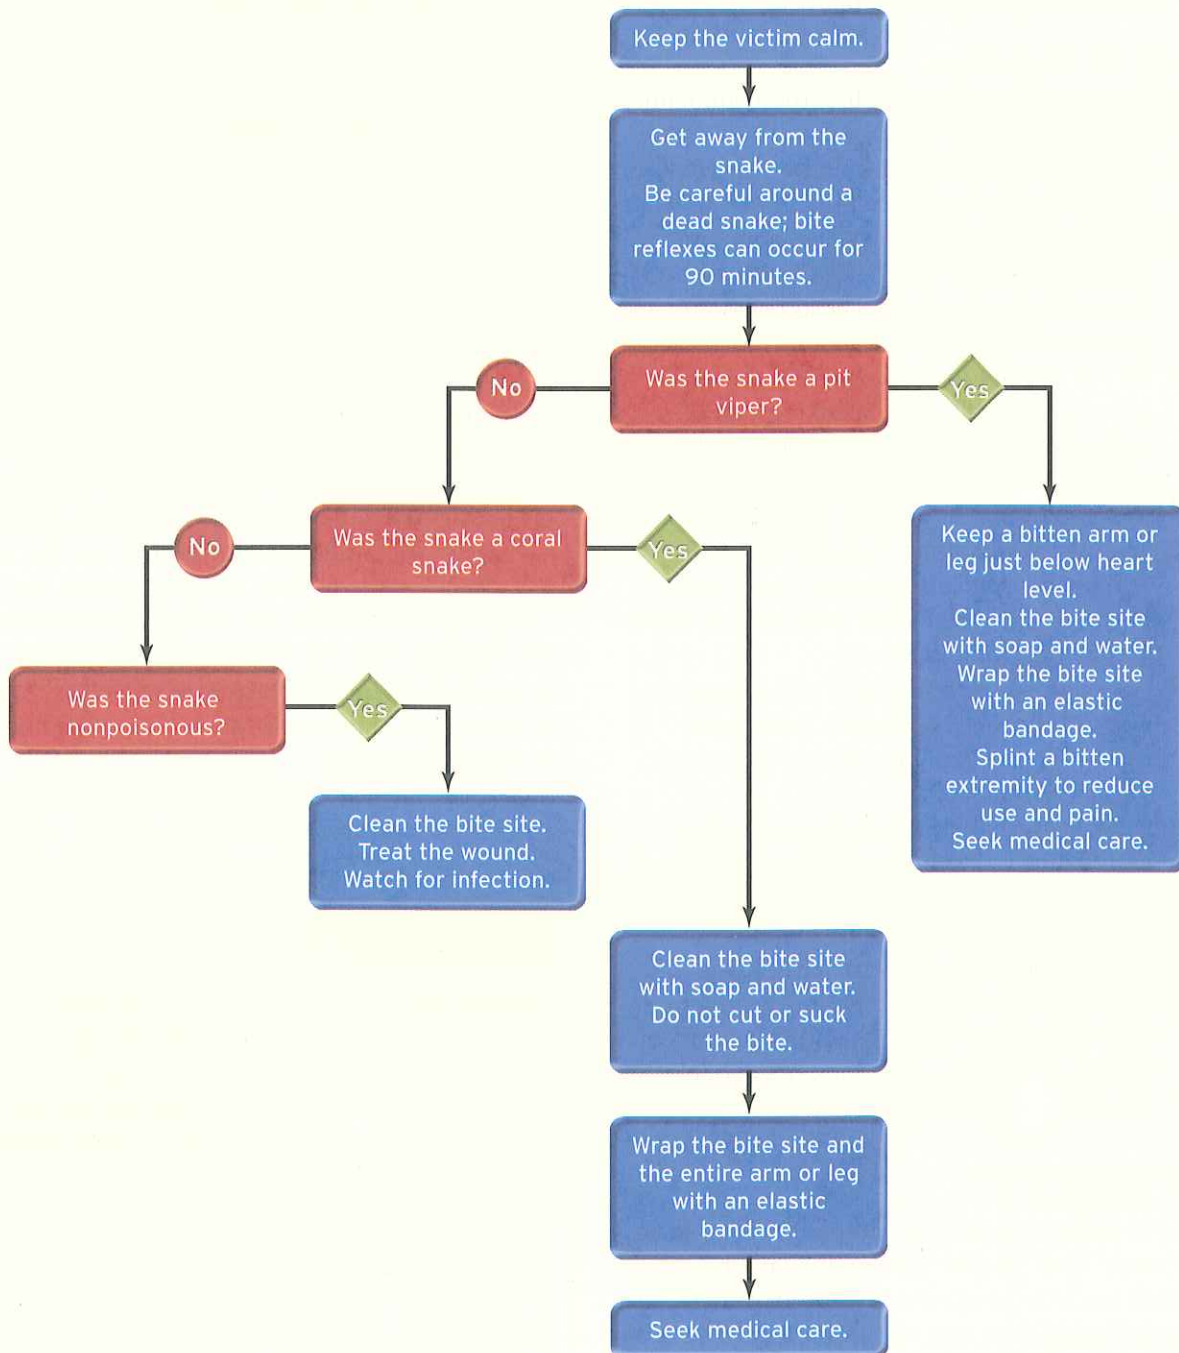 Keep the victim calm.
Get away from the
snake.
Be careful around a
dead snake; bite
reflexes can occur for
90 minutes.
Was the snake a pit
viper?
No
Yes
Was the snake a coral
snake?
No
Yes
Keep a bitten arm or
leg just below heart
level.
Clean the bite site
with soap and water.
Wrap the bite site
with an elastic
bandage.
Splint a bitten
extremity to reduce
use and pain.
Seek medical care.
Was the snake
nonpoisonous?
Yes
Clean the bite site.
Treat the wound.
Watch for infection.
Clean the bite site
with soap and water.
Do not cut or suck
the bite.
Wrap the bite site and
the entire arm or leg
with an elastic
bandage.
Seek medical care.